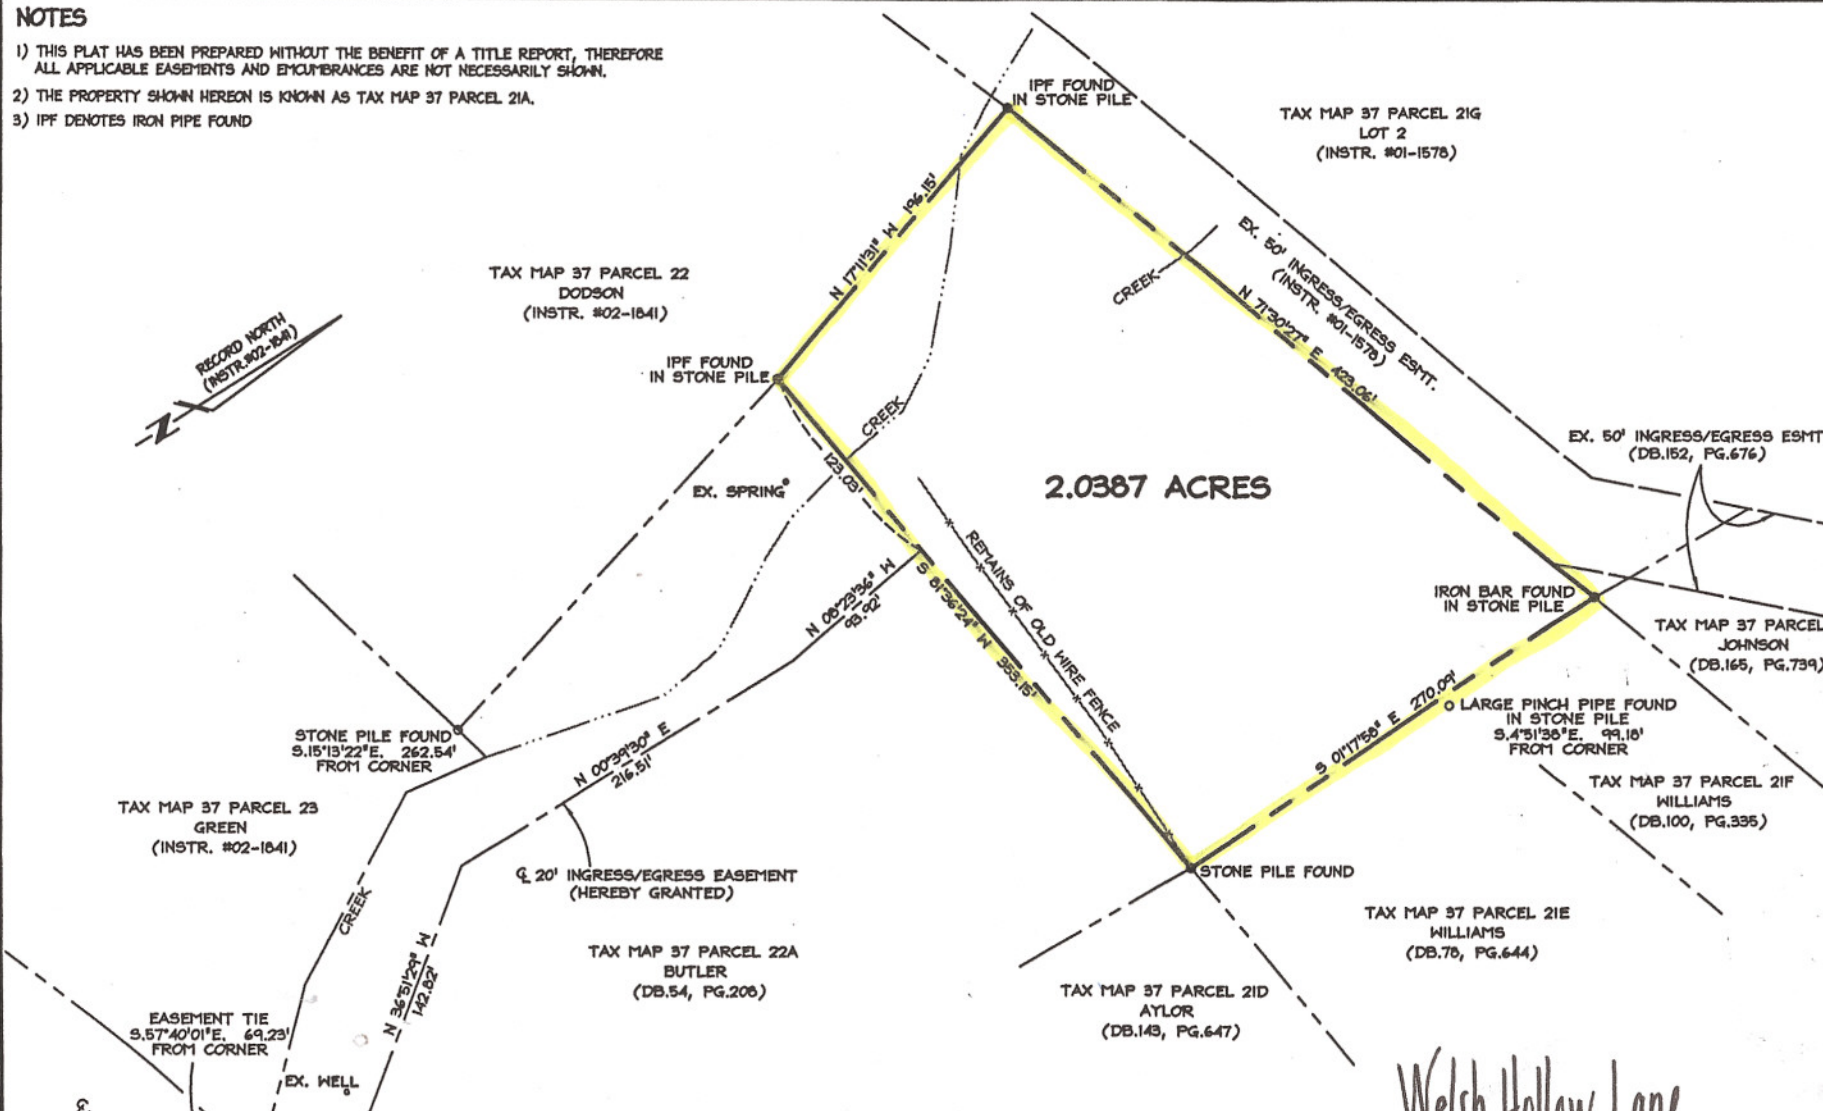 NOTES
1) THIS PLAT HAS BEEN PREPARED WITHOUT THE BENEFIT OF A TITLE REPORT, THEREFORE
ALL APPLICABLE EASEMENTS AND EMCUMBRANCES ARE NOT NECESSARILY SHOWN.
2) THE PROPERTY SHOWN HEREON IS KNOWN AS TAX MAP 37 PARCEL 21A.
3) IPF DENOTES IRON PIPE FOUND
IPF FOUND
IN STONE PILE
TAX MAP 37 PARCEL 21G
LOT 2
(INSTR. #01-1578)
N 17°11'31" W 196.15'
TAX MAP 37 PARCEL 22
DODSON
(INSTR. #02-1841)
CREEK
EX. 50' INGRESS/EGRESS ESMT.
(INSTR. #01-1578)
N 71°30'27" E 423.06'
RECORD NORTH
(INSTR.#02-1841)
N
IPF FOUND
IN STONE PILE
CREEK
123.03'
EX. SPRING
2.0387 ACRES
EX. 50' INGRESS/EGRESS ESMT
(DB.152, PG.676)
REMAINS OF OLD WIRE FENCE
S 81°36'24" W 353.15'
N 08°23'36" W
93.92'
IRON BAR FOUND
IN STONE PILE
TAX MAP 37 PARCEL
JOHNSON
(DB.165, PG.739)
S 01°17'58" E 270.09'
LARGE PINCH PIPE FOUND
IN STONE PILE
S.4°51'38"E. 99.18'
FROM CORNER
STONE PILE FOUND
S.15°13'22"E. 262.54'
FROM CORNER
N 00°39'30" E
216.51'
TAX MAP 37 PARCEL 21F
WILLIAMS
(DB.100, PG.335)
TAX MAP 37 PARCEL 23
GREEN
(INSTR. #02-1841)
℄ 20' INGRESS/EGRESS EASEMENT
(HEREBY GRANTED)
STONE PILE FOUND
CREEK
TAX MAP 37 PARCEL 21E
WILLIAMS
(DB.78, PG.644)
N 36°51'29" W
142.82'
TAX MAP 37 PARCEL 22A
BUTLER
(DB.54, PG.208)
TAX MAP 37 PARCEL 21D
AYLOR
(DB.143, PG.647)
EASEMENT TIE
S.57°40'01"E. 69.23'
FROM CORNER
EX. WELL
℄
Welsh Hollow Lane